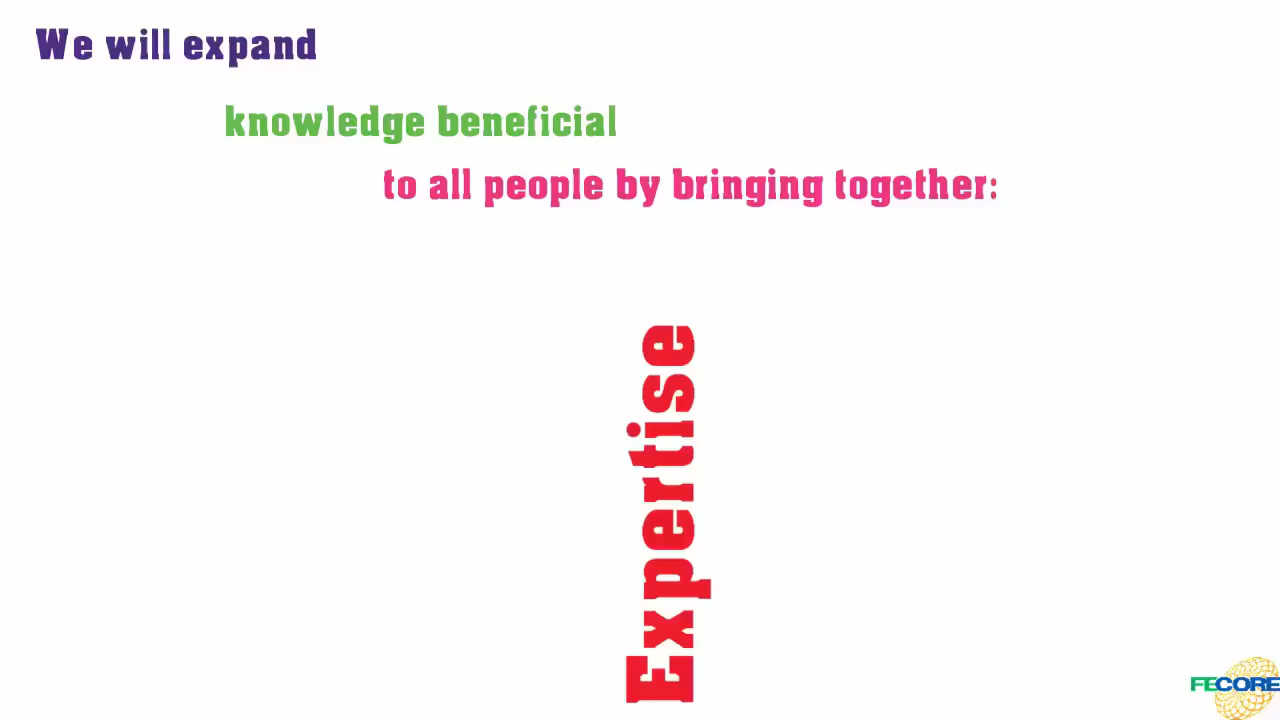 We will expand
knowledge beneficial
to all people by bringing together:
Expertise
FECORE